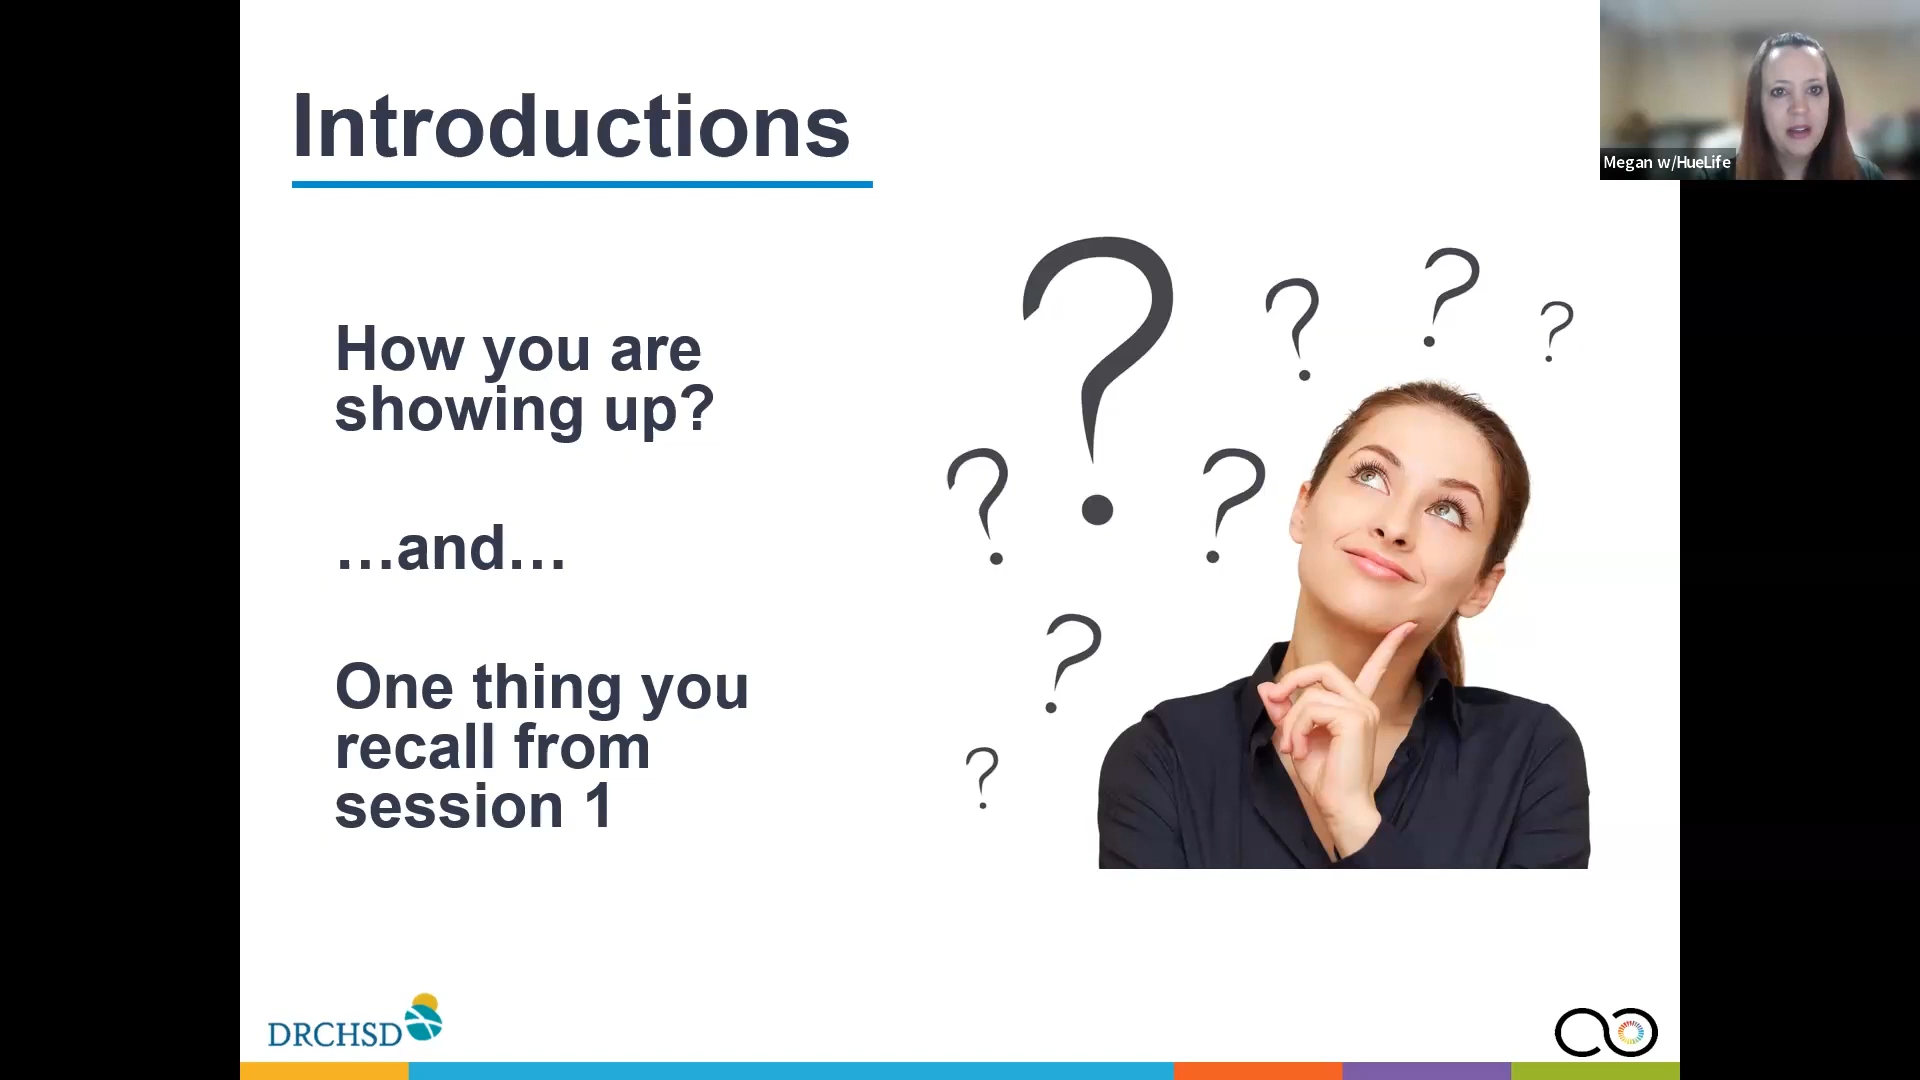 Introductions
Megan w/HueLife
How you are
showing up?
…and…
One thing you
recall from
session 1
DRCHSD